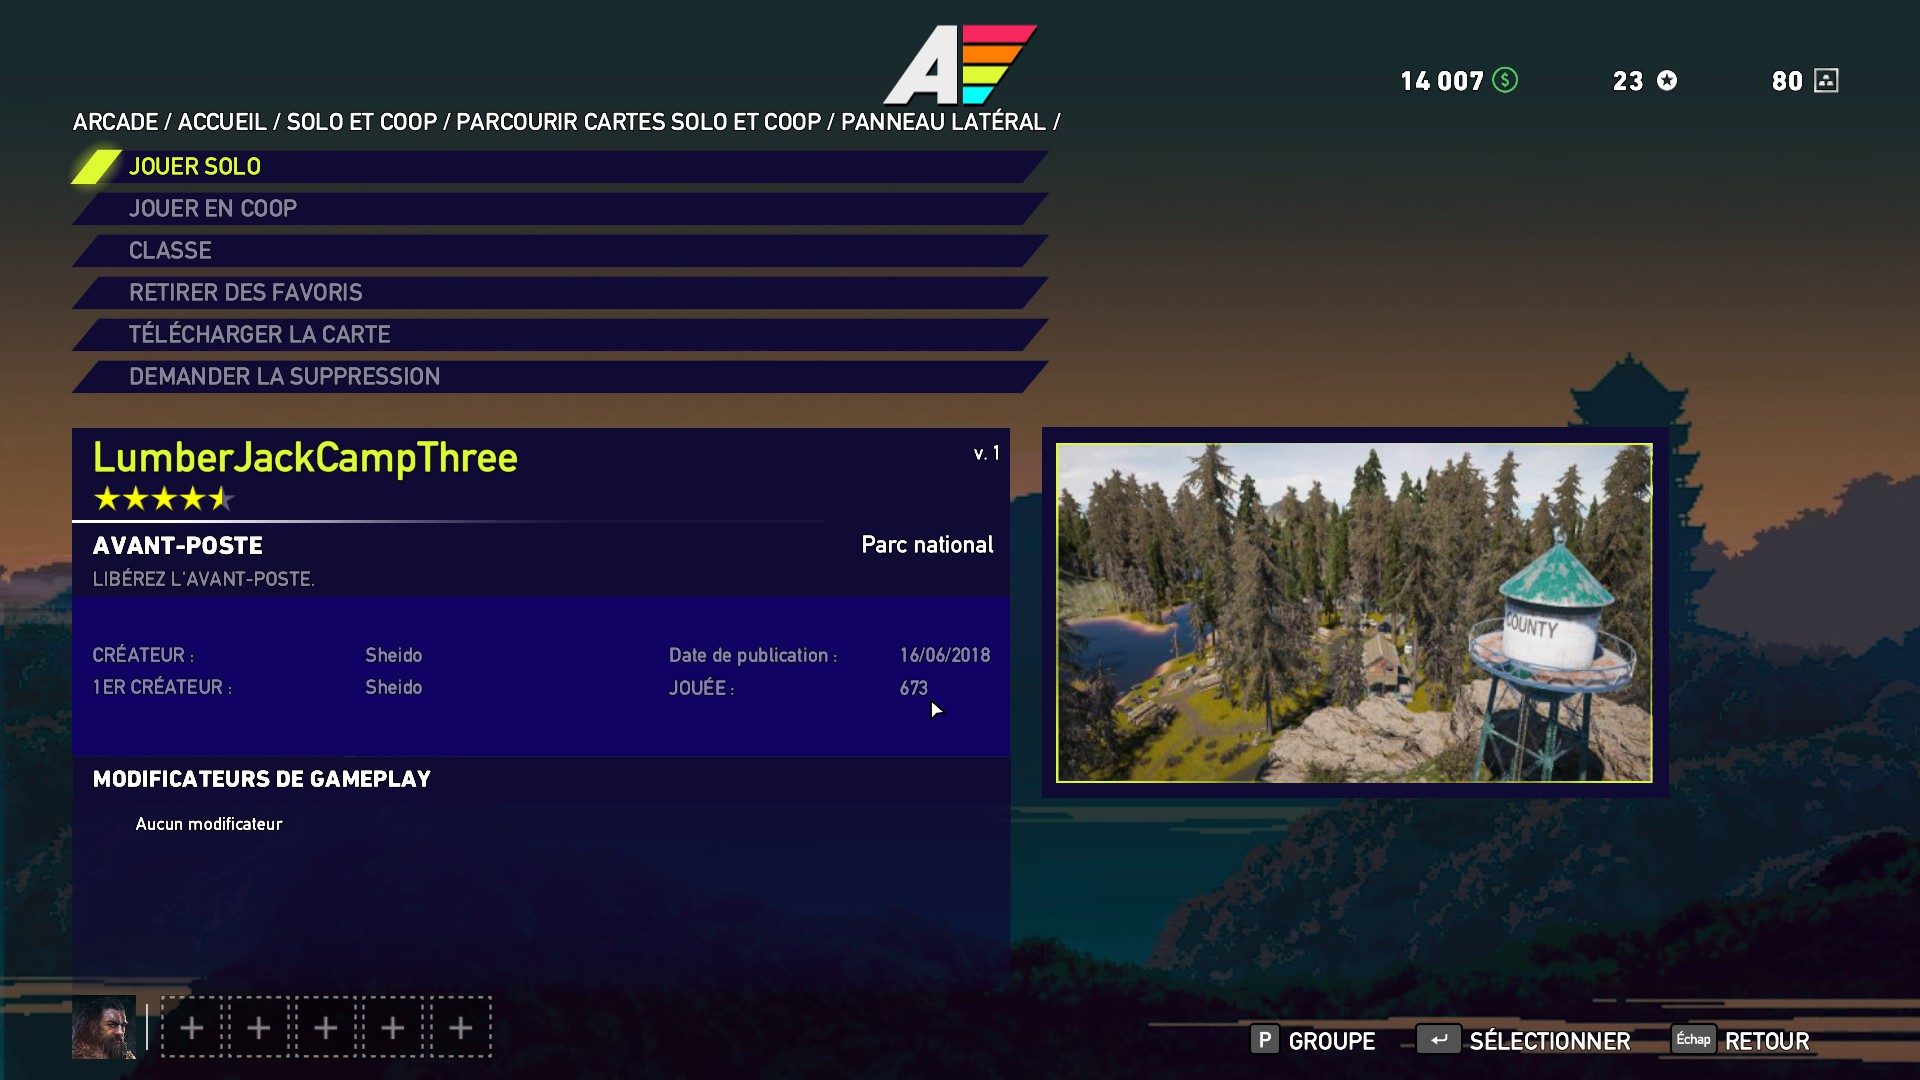 14 007 23 80
ARCADE / ACCUEIL / SOLO ET COOP / PARCOURIR CARTES SOLO ET COOP / PANNEAU LATÉRAL /
JOUER SOLO
JOUER EN COOP
CLASSE
RETIRER DES FAVORIS
TÉLÉCHARGER LA CARTE
DEMANDER LA SUPPRESSION
LumberJackCampThree v. 1
AVANT-POSTE Parc national
LIBÉREZ L'AVANT-POSTE.
CRÉATEUR : Sheido Date de publication : 16/06/2018
1ER CRÉATEUR : Sheido JOUÉE : 673
COUNTY
MODIFICATEURS DE GAMEPLAY
Aucun modificateur
P GROUPE SÉLECTIONNER Échap RETOUR